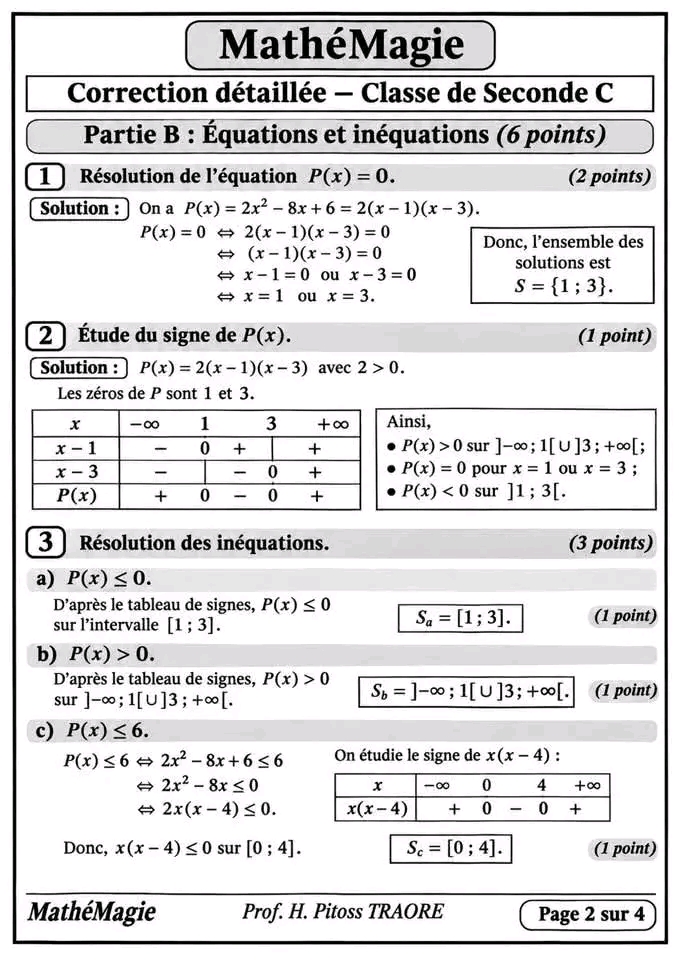 MathéMagie
Correction détaillée – Classe de Seconde C
Partie B : Équations et inéquations (6 points)
1 Résolution de l'équation P(x) = 0. (2 points)
Solution : On a P(x) = 2x² − 8x + 6 = 2(x − 1)(x − 3).
P(x) = 0 ⇔ 2(x − 1)(x − 3) = 0
⇔ (x − 1)(x − 3) = 0
⇔ x − 1 = 0 ou x − 3 = 0
⇔ x = 1 ou x = 3.
Donc, l'ensemble des
solutions est
S = {1 ; 3}.
2 Étude du signe de P(x). (1 point)
Solution : P(x) = 2(x − 1)(x − 3) avec 2 > 0.
Les zéros de P sont 1 et 3.
x −∞ 1 3 +∞
x − 1 − 0 + +
x − 3 − − 0 +
P(x) + 0 − 0 +
Ainsi,
• P(x) > 0 sur ]−∞ ; 1[ ∪ ]3 ; +∞[ ;
• P(x) = 0 pour x = 1 ou x = 3 ;
• P(x) < 0 sur ]1 ; 3[.
3 Résolution des inéquations. (3 points)
a) P(x) ≤ 0.
D'après le tableau de signes, P(x) ≤ 0
sur l'intervalle [1 ; 3].
Sa = [1 ; 3].
(1 point)
b) P(x) > 0.
D'après le tableau de signes, P(x) > 0
sur ]−∞ ; 1[ ∪ ]3 ; +∞[.
Sb = ]−∞ ; 1[ ∪ ]3 ; +∞[.
(1 point)
c) P(x) ≤ 6.
P(x) ≤ 6 ⇔ 2x² − 8x + 6 ≤ 6
⇔ 2x² − 8x ≤ 0
⇔ 2x(x − 4) ≤ 0.
On étudie le signe de x(x − 4) :
x −∞ 0 4 +∞
x(x − 4) + 0 − 0 +
Donc, x(x − 4) ≤ 0 sur [0 ; 4].
Sc = [0 ; 4].
(1 point)
MathéMagie Prof. H. Pitoss TRAORE Page 2 sur 4